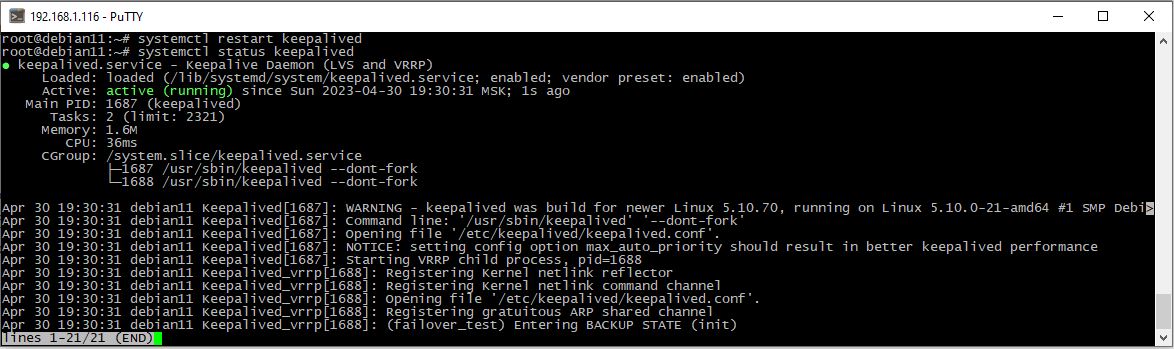 192.168.1.116 - PuTTY
root@debian11:~# systemctl restart keepalived
root@debian11:~# systemctl status keepalived
● keepalived.service - Keepalive Daemon (LVS and VRRP)
     Loaded: loaded (/lib/systemd/system/keepalived.service; enabled; vendor preset: enabled)
     Active: active (running) since Sun 2023-04-30 19:30:31 MSK; 1s ago
   Main PID: 1687 (keepalived)
      Tasks: 2 (limit: 2321)
     Memory: 1.6M
        CPU: 36ms
     CGroup: /system.slice/keepalived.service
             ├─1687 /usr/sbin/keepalived --dont-fork
             └─1688 /usr/sbin/keepalived --dont-fork
Apr 30 19:30:31 debian11 Keepalived[1687]: WARNING - keepalived was build for newer Linux 5.10.70, running on Linux 5.10.0-21-amd64 #1 SMP Debi>
Apr 30 19:30:31 debian11 Keepalived[1687]: Command line: '/usr/sbin/keepalived' '--dont-fork'
Apr 30 19:30:31 debian11 Keepalived[1687]: Opening file '/etc/keepalived/keepalived.conf'.
Apr 30 19:30:31 debian11 Keepalived[1687]: NOTICE: setting config option max_auto_priority should result in better keepalived performance
Apr 30 19:30:31 debian11 Keepalived[1687]: Starting VRRP child process, pid=1688
Apr 30 19:30:31 debian11 Keepalived_vrrp[1688]: Registering Kernel netlink reflector
Apr 30 19:30:31 debian11 Keepalived_vrrp[1688]: Registering Kernel netlink command channel
Apr 30 19:30:31 debian11 Keepalived_vrrp[1688]: Opening file '/etc/keepalived/keepalived.conf'.
Apr 30 19:30:31 debian11 Keepalived_vrrp[1688]: Registering gratuitous ARP shared channel
Apr 30 19:30:31 debian11 Keepalived_vrrp[1688]: (failover_test) Entering BACKUP STATE (init)
lines 1-21/21 (END)